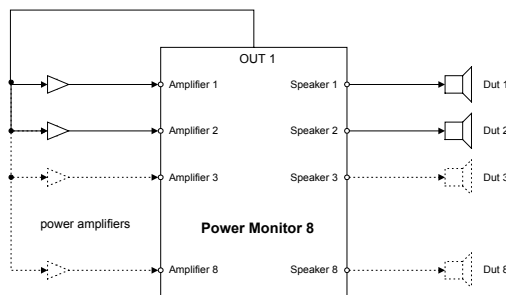 OUT 1
Amplifier 1 Speaker 1 Dut 1
Amplifier 2 Speaker 2 Dut 2
Amplifier 3 Speaker 3 Dut 3
power amplifiers Power Monitor 8
Amplifier 8 Speaker 8 Dut 8